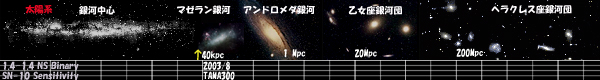 太陽系 銀河中心 マゼラン銀河 アンドロメダ銀河 乙女座銀河団 ヘラクレス座銀河団
40kpc 1 Mpc 20Mpc 200Mpc
1.4-1.4 NS Binary 2003/8
SN-10 Sensitivity TAMA300